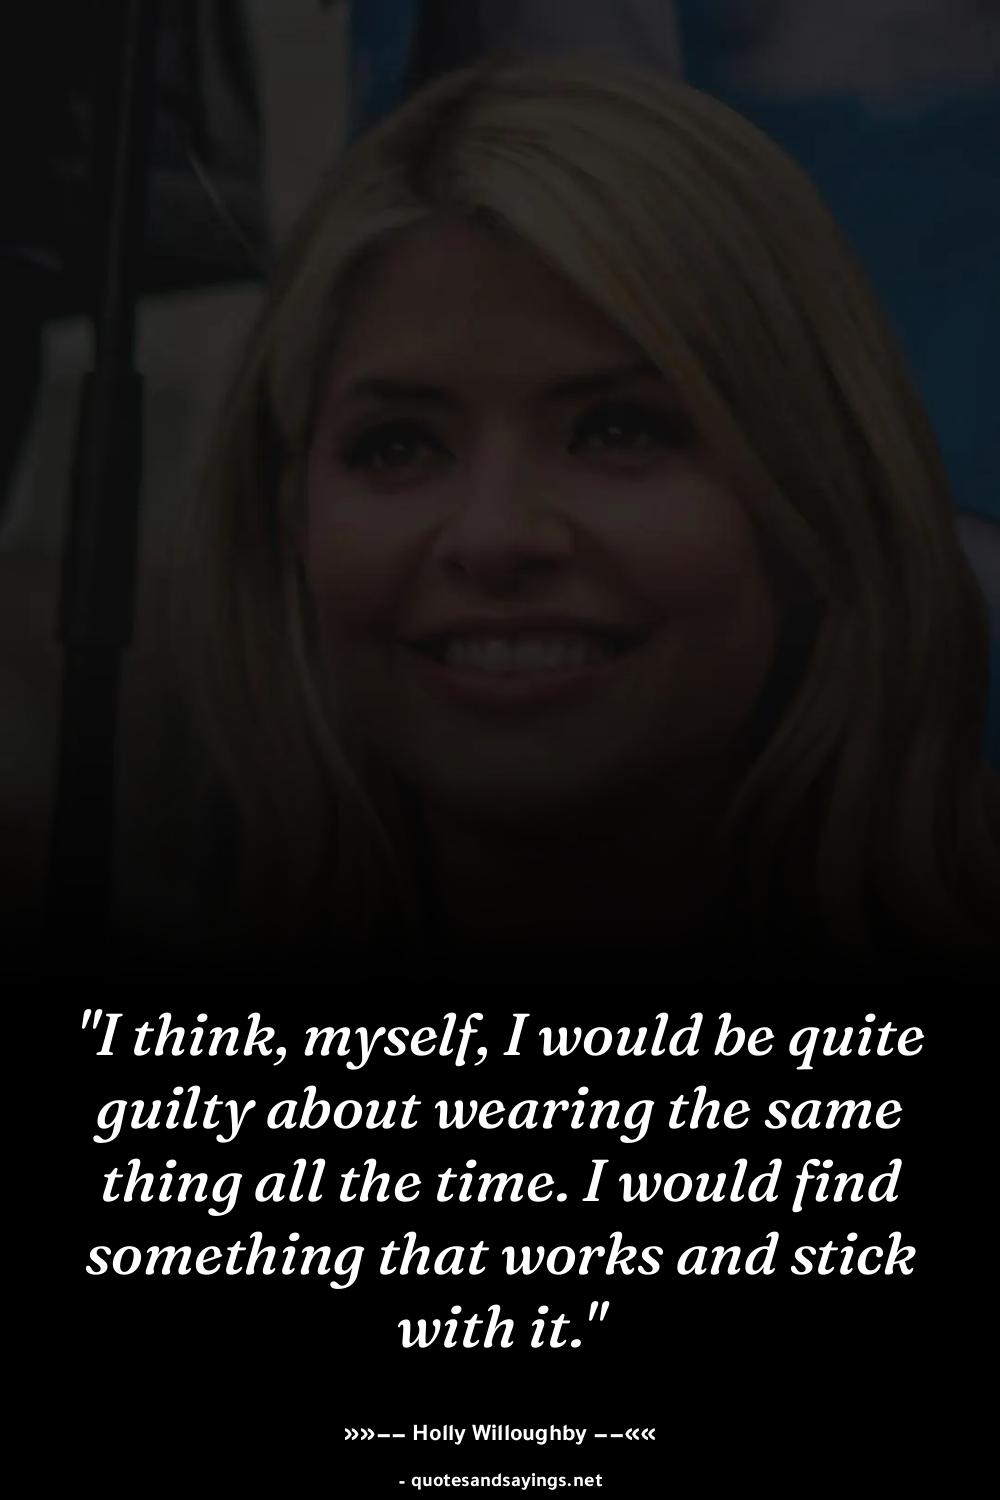 "I think, myself, I would be quite
guilty about wearing the same
thing all the time. I would find
something that works and stick
with it."
»»−− Holly Willoughby −−««
- quotesandsayings.net